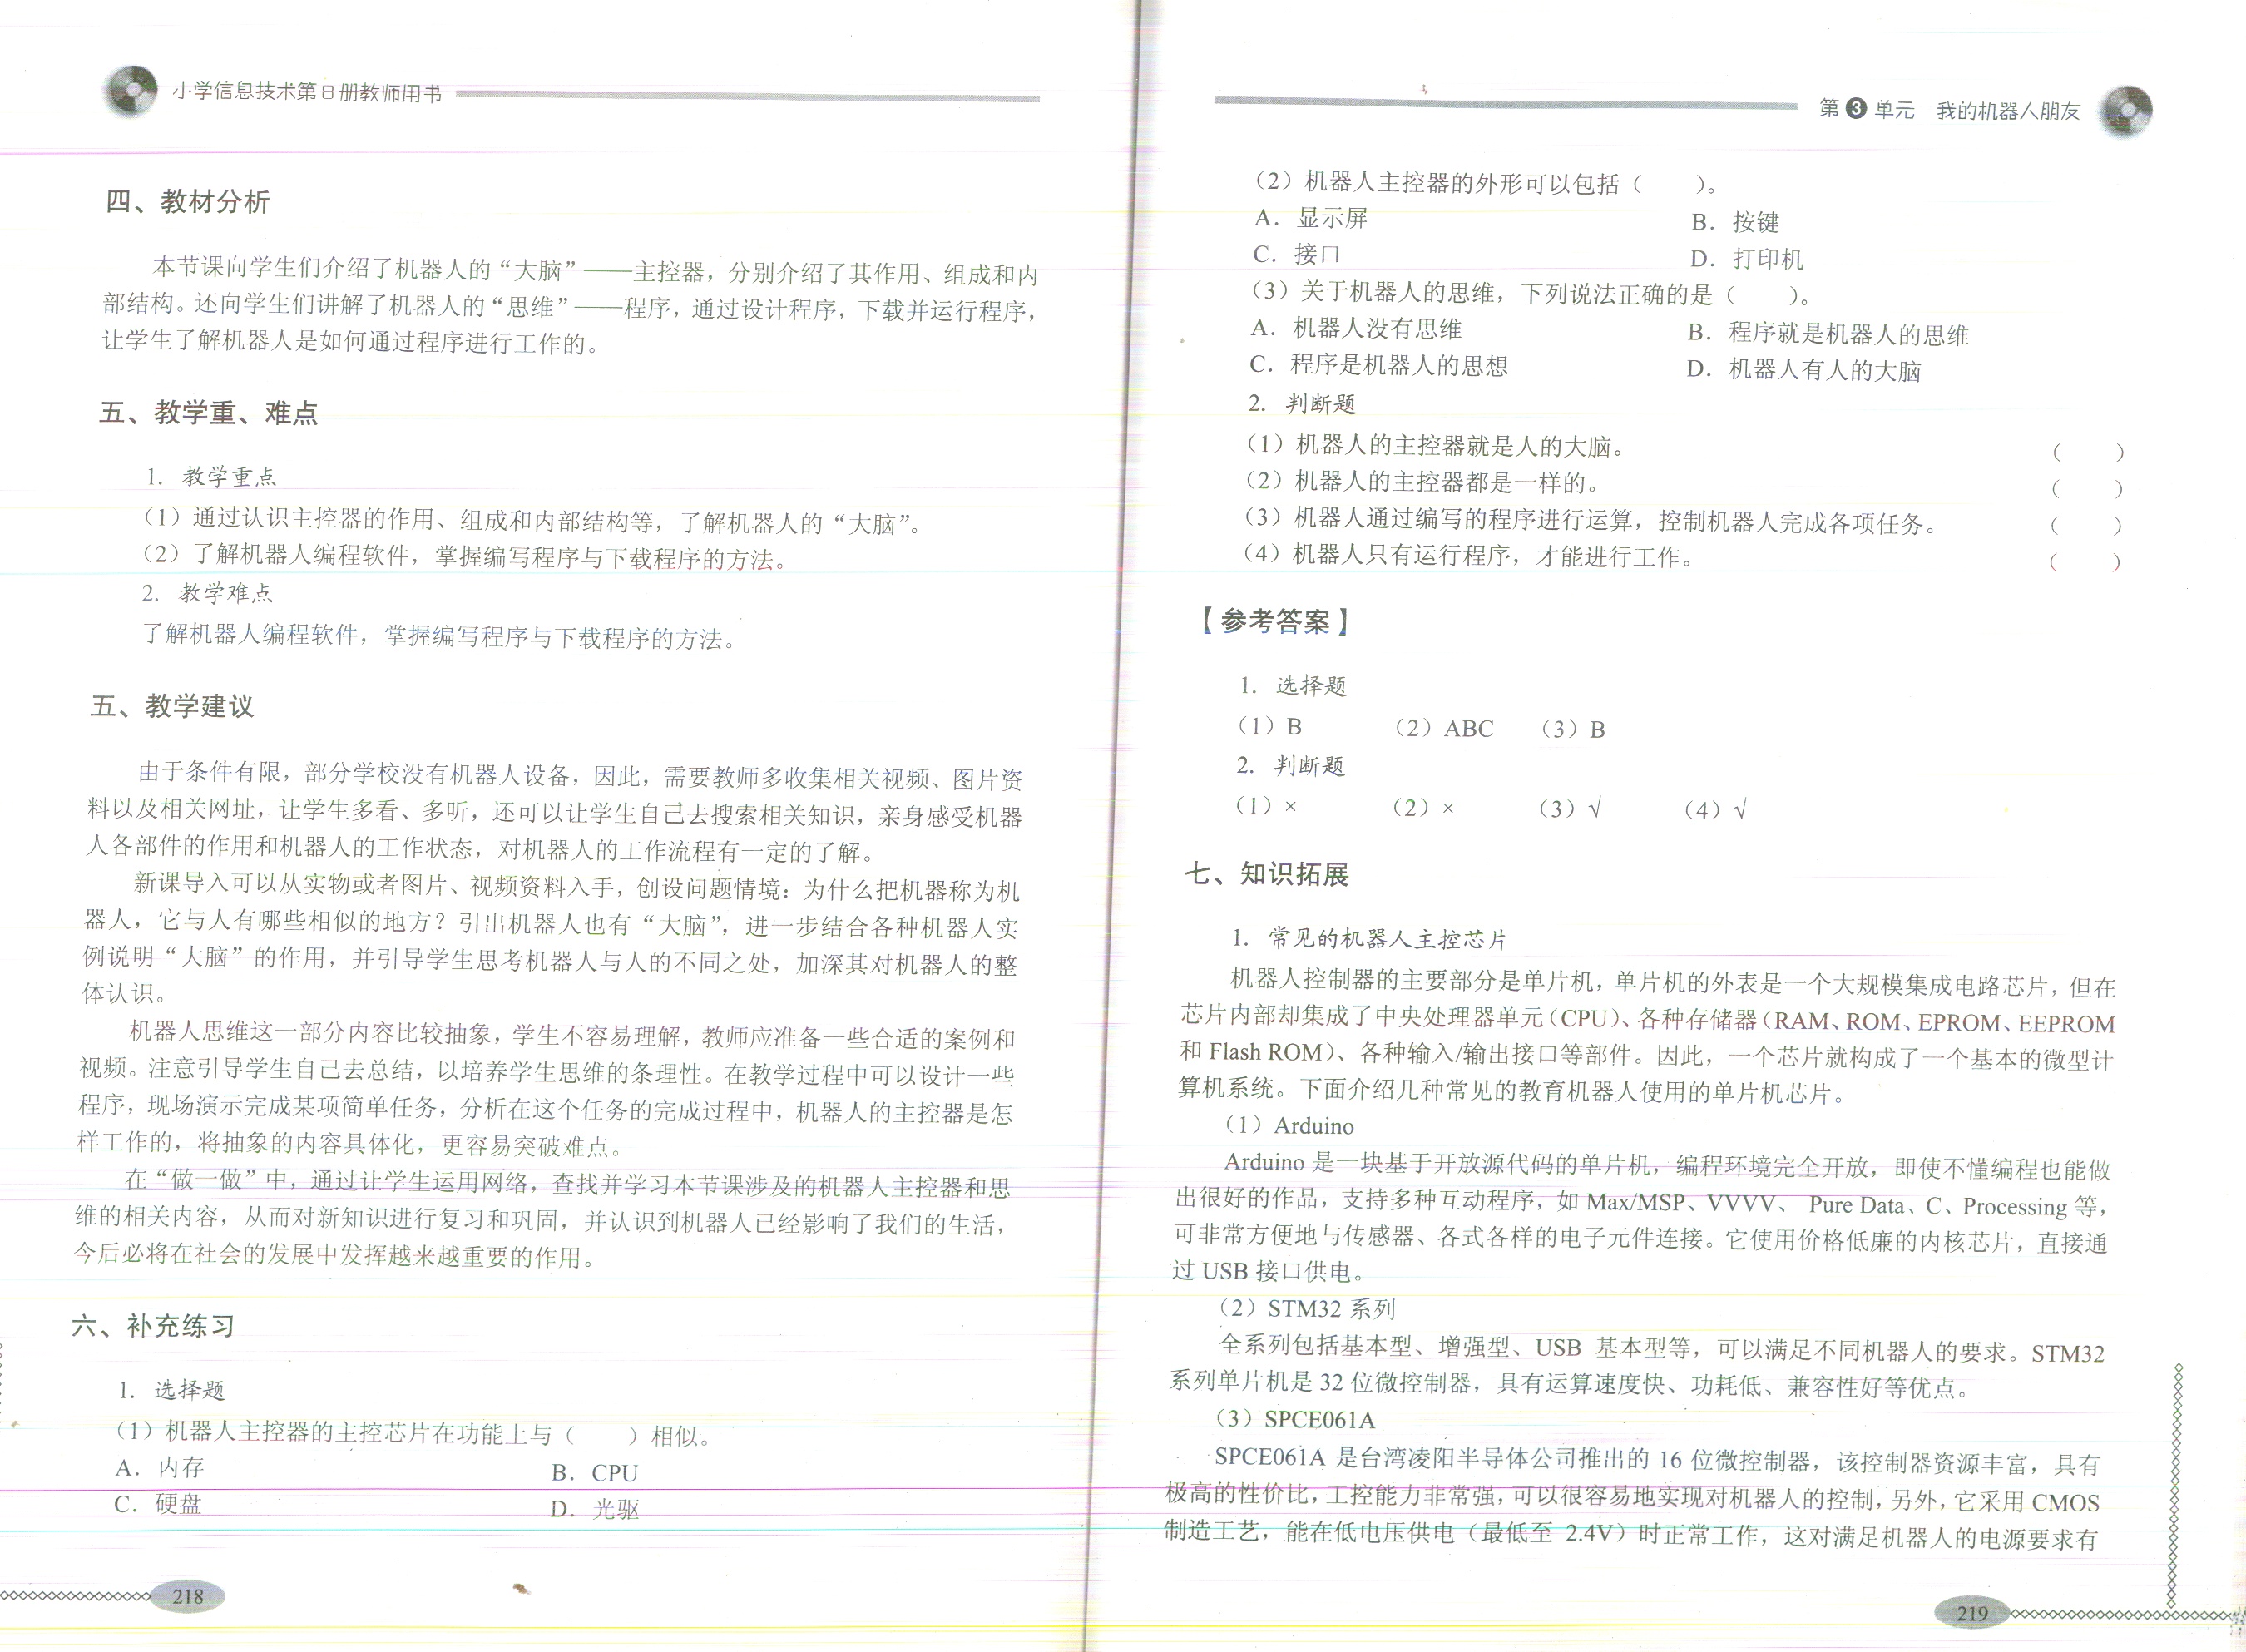 小学信息技术第8册教师用书
四、教材分析
本节课向学生们介绍了机器人的“大脑”——主控器，分别介绍了其作用、组成和内
部结构。还向学生们讲解了机器人的“思维”——程序，通过设计程序，下载并运行程序，
让学生了解机器人是如何通过程序进行工作的。
五、教学重、难点
1. 教学重点
（1）通过认识主控器的作用、组成和内部结构等，了解机器人的“大脑”。
（2）了解机器人编程软件，掌握编写程序与下载程序的方法。
2. 教学难点
了解机器人编程软件，掌握编写程序与下载程序的方法。
五、教学建议
由于条件有限，部分学校没有机器人设备，因此，需要教师多收集相关视频、图片资
料以及相关网址，让学生多看、多听，还可以让学生自己去搜索相关知识，亲身感受机器
人各部件的作用和机器人的工作状态，对机器人的工作流程有一定的了解。
新课导入可以从实物或者图片、视频资料入手，创设问题情境：为什么把机器称为机
器人，它与人有哪些相似的地方？引出机器人也有“大脑”，进一步结合各种机器人实
例说明“大脑”的作用，并引导学生思考机器人与人的不同之处，加深其对机器人的整
体认识。
机器人思维这一部分内容比较抽象，学生不容易理解，教师应准备一些合适的案例和
视频。注意引导学生自己去总结，以培养学生思维的条理性。在教学过程中可以设计一些
程序，现场演示完成某项简单任务，分析在这个任务的完成过程中，机器人的主控器是怎
样工作的，将抽象的内容具体化，更容易突破难点。
在“做一做”中，通过让学生运用网络，查找并学习本节课涉及的机器人主控器和思
维的相关内容，从而对新知识进行复习和巩固，并认识到机器人已经影响了我们的生活，
今后必将在社会的发展中发挥越来越重要的作用。
六、补充练习
1. 选择题
（1）机器人主控器的主控芯片在功能上与（　　）相似。
A. 内存　　B. CPU
C. 硬盘　　D. 光驱
218
第3单元　我的机器人朋友
（2）机器人主控器的外形可以包括（　　）。
A. 显示屏　　B. 按键
C. 接口　　D. 打印机
（3）关于机器人的思维，下列说法正确的是（　　）。
A. 机器人没有思维　　B. 程序就是机器人的思维
C. 程序是机器人的思想　　D. 机器人有人的大脑
2. 判断题
（1）机器人的主控器就是人的大脑。　　（　　）
（2）机器人的主控器都是一样的。　　（　　）
（3）机器人通过编写的程序进行运算，控制机器人完成各项任务。　　（　　）
（4）机器人只有运行程序，才能进行工作。　　（　　）
【参考答案】
1. 选择题
（1）B　　（2）ABC　　（3）B
2. 判断题
（1）×　　（2）×　　（3）√　　（4）√
七、知识拓展
1. 常见的机器人主控芯片
机器人控制器的主要部分是单片机，单片机的外表是一个大规模集成电路芯片，但在
芯片内部却集成了中央处理器单元（CPU）、各种存储器（RAM、ROM、EPROM、EEPROM
和 Flash ROM）、各种输入/输出接口等部件。因此，一个芯片就构成了一个基本的微型计
算机系统。下面介绍几种常见的教育机器人使用的单片机芯片。
（1）Arduino
Arduino 是一块基于开放源代码的单片机，编程环境完全开放，即使不懂编程也能做
出很好的作品，支持多种互动程序，如 Max/MSP、VVVV、 Pure Data、C、Processing 等，
可非常方便地与传感器、各式各样的电子元件连接。它使用价格低廉的内核芯片，直接通
过 USB 接口供电。
（2）STM32 系列
全系列包括基本型、增强型、USB 基本型等，可以满足不同机器人的要求。STM32
系列单片机是 32 位微控制器，具有运算速度快、功耗低、兼容性好等优点。
（3）SPCE061A
SPCE061A 是台湾凌阳半导体公司推出的 16 位微控制器，该控制器资源丰富，具有
极高的性价比，工控能力非常强，可以很容易地实现对机器人的控制，另外，它采用 CMOS
制造工艺，能在低电压供电（最低至 2.4V）时正常工作，这对满足机器人的电源要求有
219